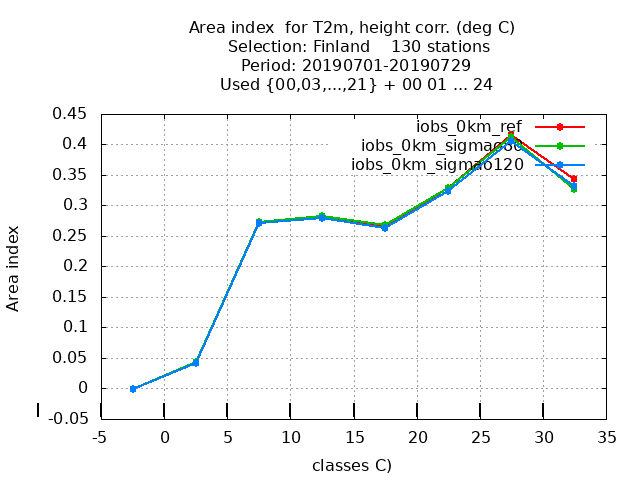 Area index  for T2m, height corr. (deg C)
Selection: Finland    130 stations
Period: 20190701-20190729
Used {00,03,...,21} + 00 01 ... 24
0.45
0.4
0.35
0.3
0.25
0.2
0.15
0.1
0.05
0
-0.05
Area index
iobs_0km_ref
iobs_0km_sigmao80
iobs_0km_sigmao120
-5 0 5 10 15 20 25 30 35
classes C)